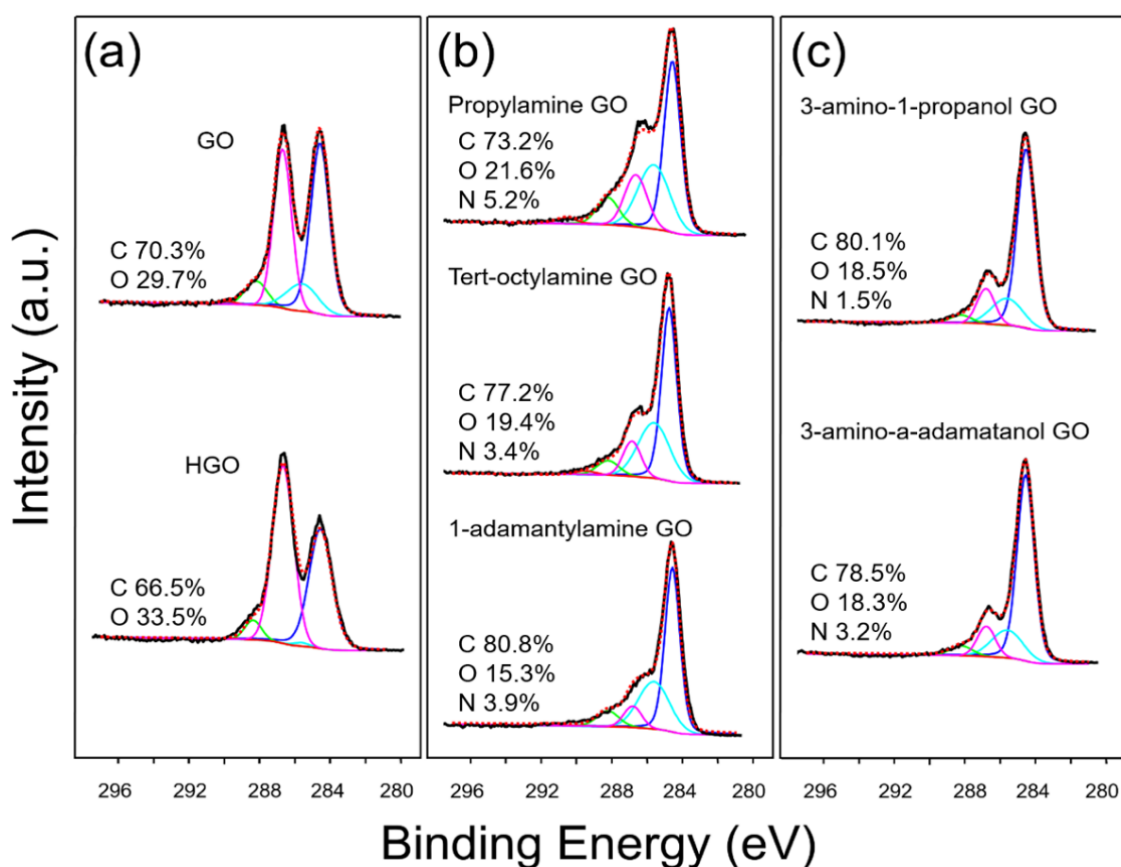 Intensity (a.u.)
(a)
GO
C 70.3%
O 29.7%
HGO
C 66.5%
O 33.5%
296 292 288 284 280
(b)
Propylamine GO
C 73.2%
O 21.6%
N 5.2%
Tert-octylamine GO
C 77.2%
O 19.4%
N 3.4%
1-adamantylamine GO
C 80.8%
O 15.3%
N 3.9%
296 292 288 284 280
(c)
3-amino-1-propanol GO
C 80.1%
O 18.5%
N 1.5%
3-amino-a-adamatanol GO
C 78.5%
O 18.3%
N 3.2%
296 292 288 284 280
Binding Energy (eV)